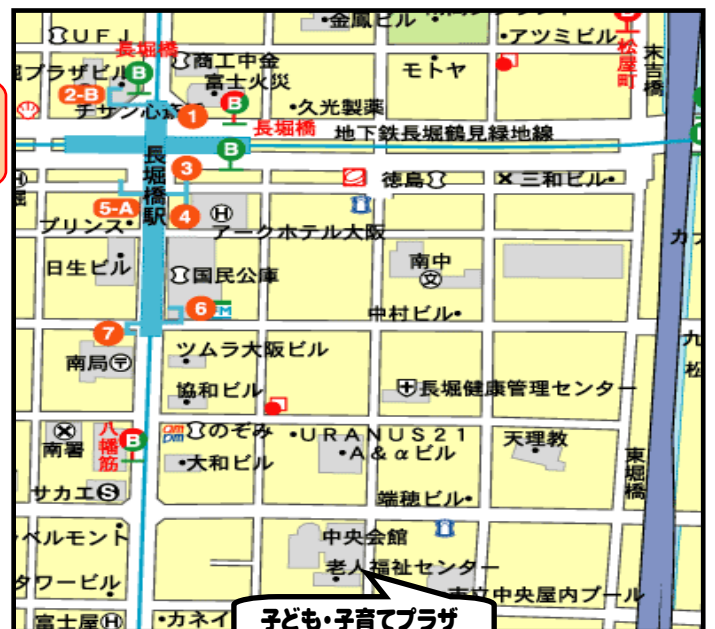 金鳳ビル
UFJ
アツミビル
長堀橋
商工中金
松屋町
末吉橋
プラザビル
B
モトヤ
富士火災
2-B
B
久光製薬
チサン心斎
1
長堀橋
地下鉄長堀鶴見緑地線
B
長堀橋駅
3
徳島
三和ビル
5-A
4
H
プリンス
アークホテル大阪
日生ビル
国民公庫
南中
文
6
中村ビル
7
ツムラ大阪ビル
南局
〒
協和ビル
長堀健康管理センター
八幡筋
B
am
pm
のぞみ
URANUS21
天理教
南署
A&αビル
大和ビル
東堀橋
サカエ
S
端穂ビル
ベルモント
中央会館
老人福祉センター
タワービル
市立中央屋内プール
子ども・子育てプラザ
富士屋
H
カネイ